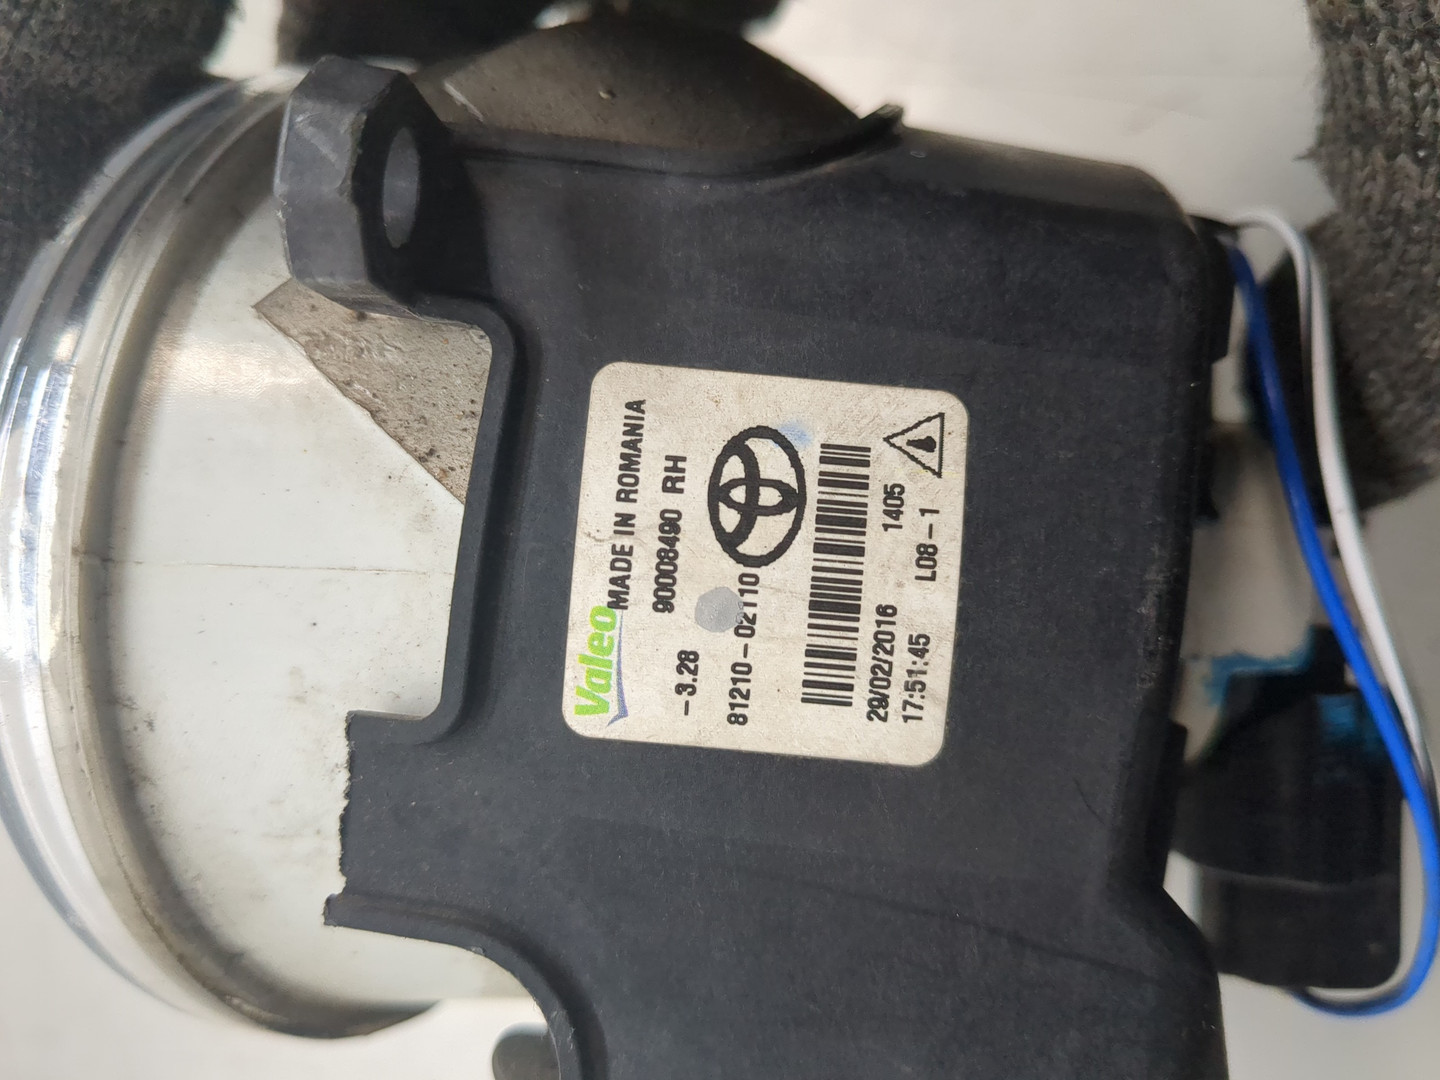 Valeo
MADE IN ROMANIA
90008490 RH
-3.28
81210-02110
29/02/2016 1405
17:51:45 L08-1